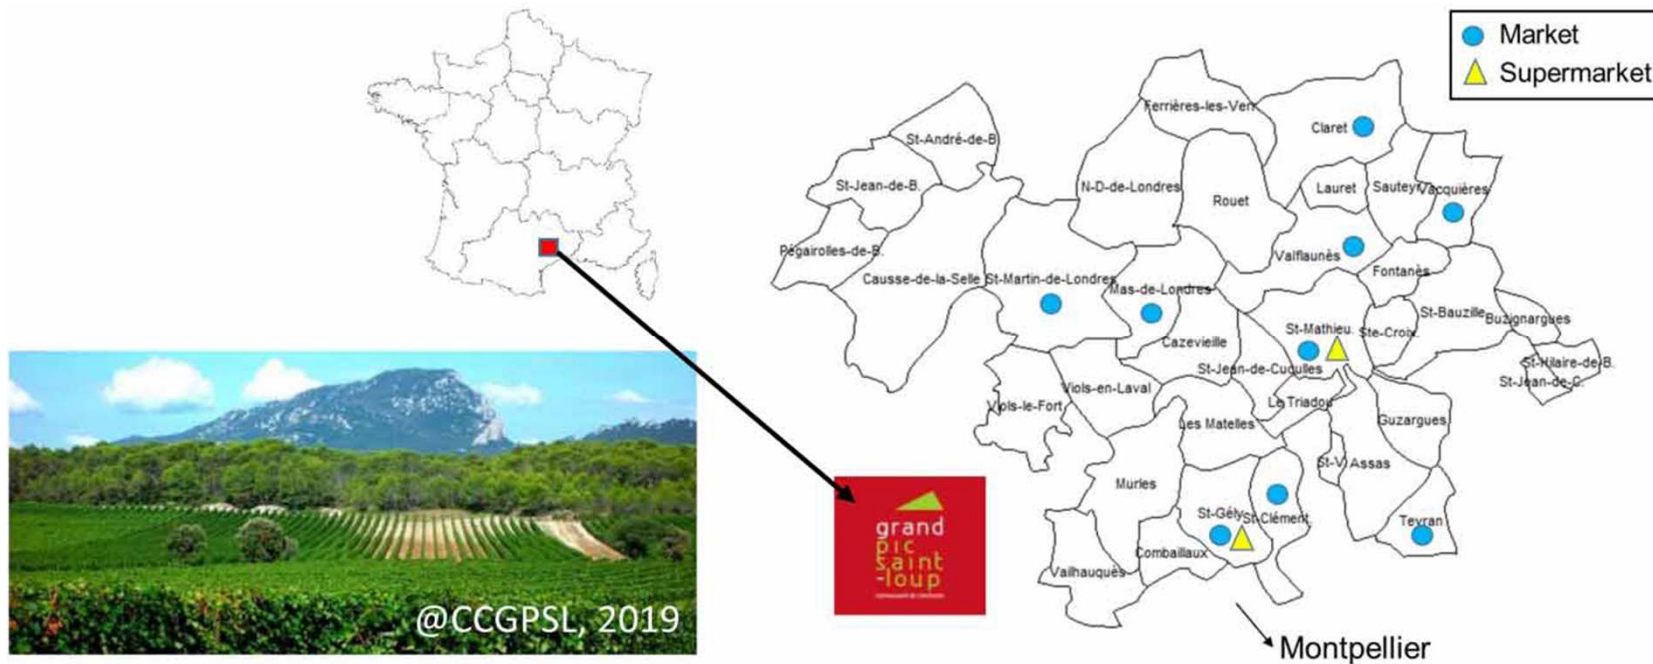 Market
Supermarket
Ferrières-les-Verr.
Claret
St-André-de-B
St-Jean-de-B.
N-D-de-Londres
Lauret
Sauteyr
Vacquières
Rouet
Pégairolles-de-B.
Valflaunès
Fontanès
Causse-de-la-Selle
St-Martin-de-Londres
Mas-de-Londres
St-Bauzille
Buzignargues
St-Mathieu.
Ste-Croix.
Cazevieille
St-Jean-de-Cuculles
St-Hilaire-de-B.
St-Jean-de-C.
Viols-en-Laval
Viols-le-Fort
Le Triadou
Guzargues
Les Matelles
St-V.
Assas
Murles
St-Gély
St-Clément.
Teyran
Combaillaux
Vailhauquès
grand
pic
saint
-loup
@CCGPSL, 2019
Montpellier